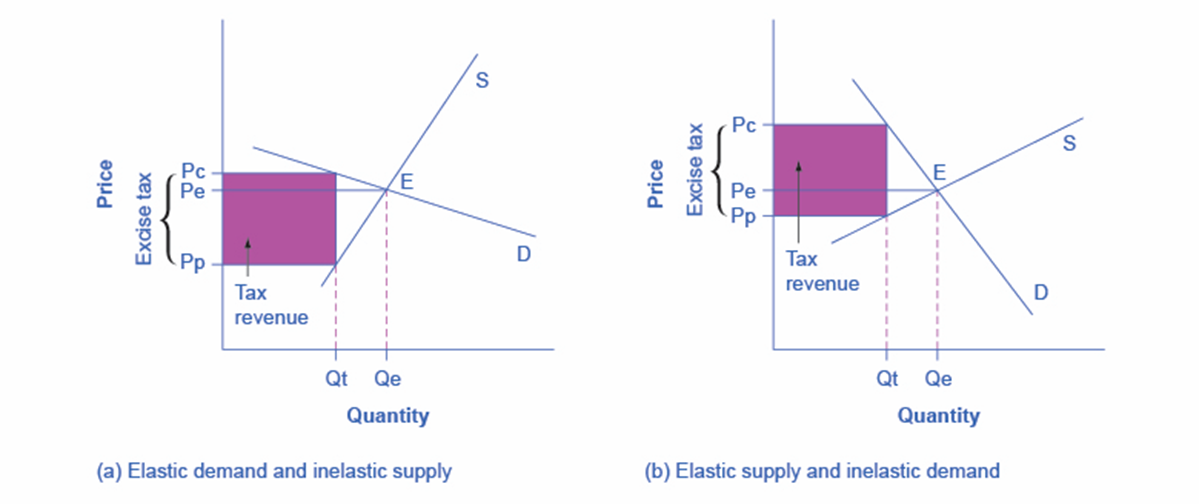 Price
Excise tax
Pc
Pe
Pp
S
E
D
Tax
revenue
Qt Qe
Quantity
(a) Elastic demand and inelastic supply
Price
Excise tax
Pc
Pe
Pp
S
E
D
Tax
revenue
Qt Qe
Quantity
(b) Elastic supply and inelastic demand